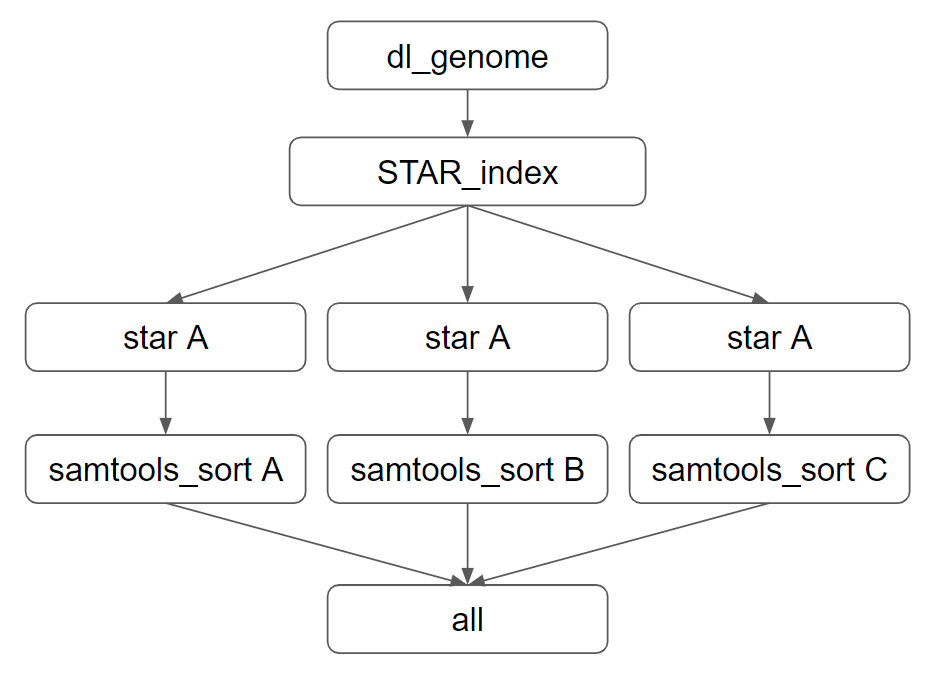 dl_genome
STAR_index
star A
star A
star A
samtools_sort A
samtools_sort B
samtools_sort C
all